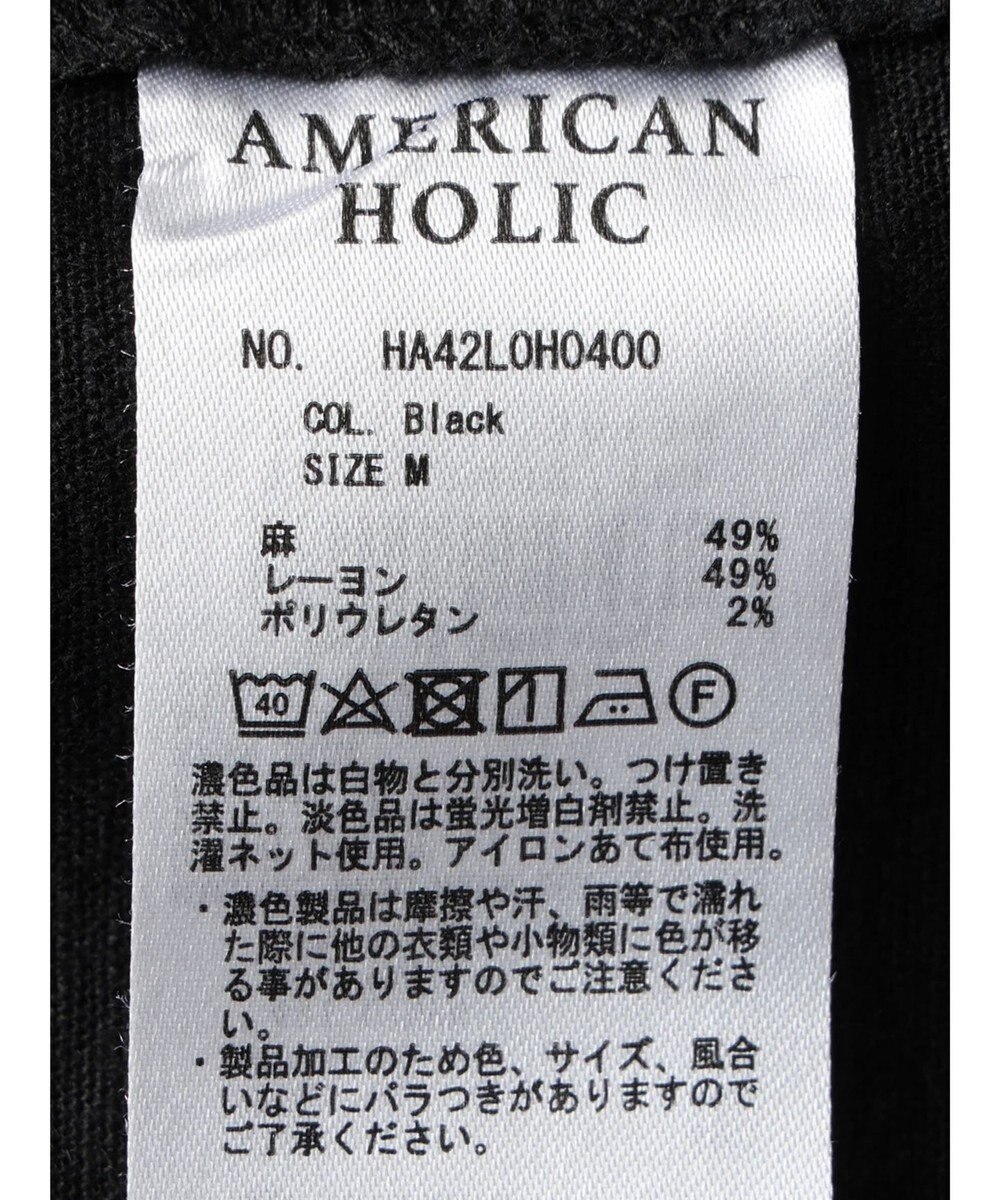 AMERICAN
HOLIC
NO. HA42L0H0400
COL. Black
SIZE M
麻 49%
レーヨン 49%
ポリウレタン 2%
40 F
濃色品は白物と分別洗い。つけ置き
禁止。淡色品は蛍光増白剤禁止。洗
濯ネット使用。アイロンあて布使用。
・濃色製品は摩擦や汗、雨等で濡れ
た際に他の衣類や小物類に色が移
る事がありますのでご注意くださ
い。
・製品加工のため色、サイズ、風合
いなどにバラつきがありますので
ご了承ください。